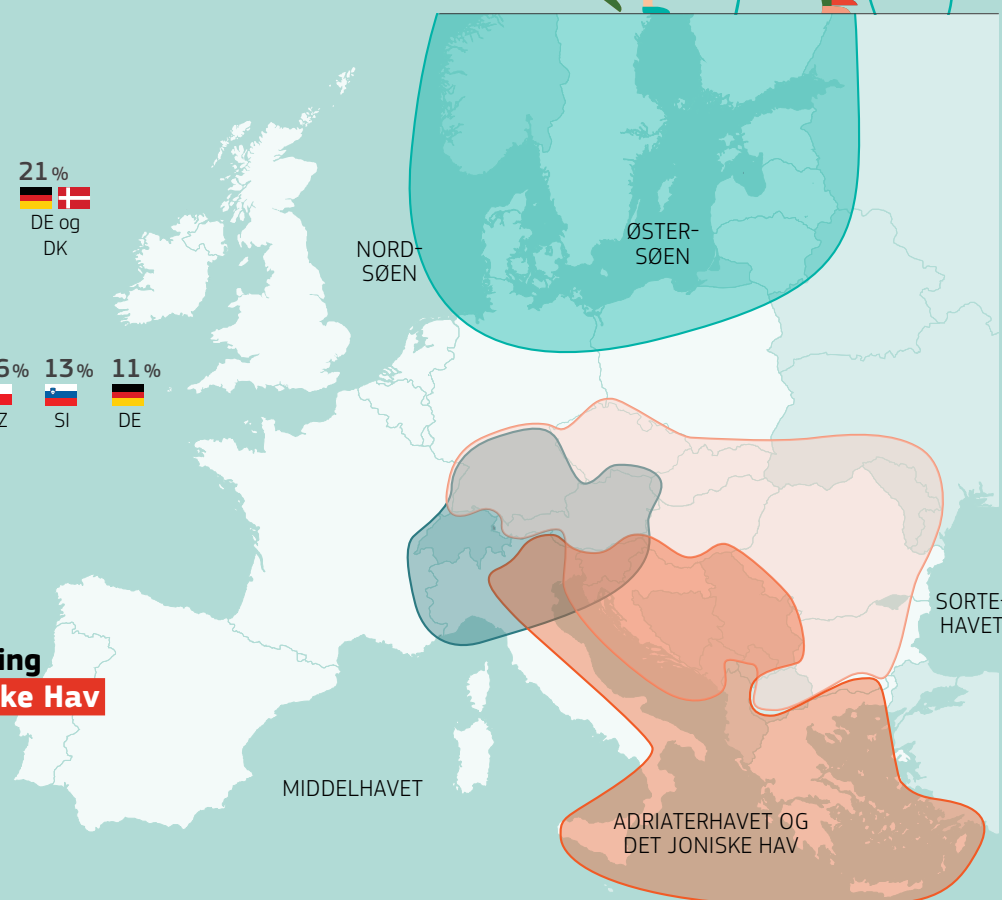 21 %
DE og
DK
NORD-
SØEN
ØSTER-
SØEN
13 % 11 %
SI DE
SORTE-
HAVET
ing
ke Hav
MIDDELHAVET
ADRIATERHAVET OG
DET JONISKE HAV